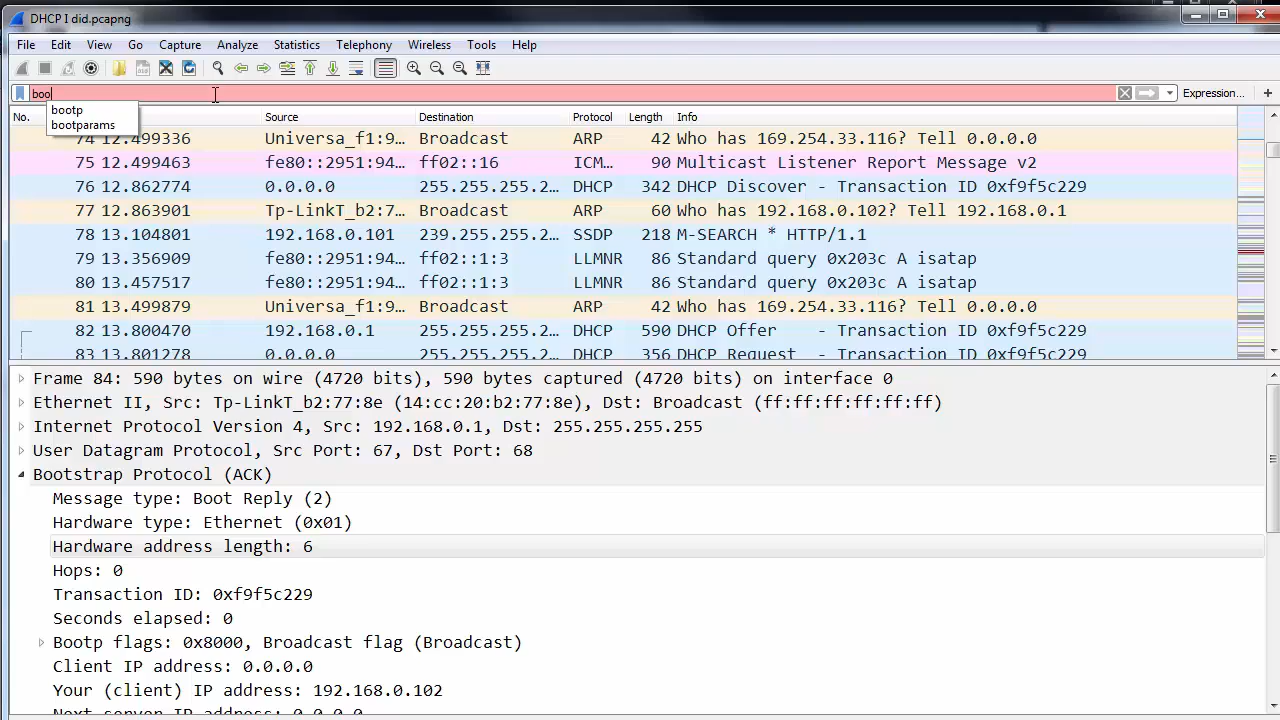 DHCP I did.pcapng
File Edit View Go Capture Analyze Statistics Telephony Wireless Tools Help
boo
Expression... +
bootp
bootparams
No. Source Destination Protocol Length Info
74 12.499336 Universa_f1:9… Broadcast ARP 42 Who has 169.254.33.116? Tell 0.0.0.0
75 12.499463 fe80::2951:94… ff02::16 ICM… 90 Multicast Listener Report Message v2
76 12.862774 0.0.0.0 255.255.255.2… DHCP 342 DHCP Discover - Transaction ID 0xf9f5c229
77 12.863901 Tp-LinkT_b2:7… Broadcast ARP 60 Who has 192.168.0.102? Tell 192.168.0.1
78 13.104801 192.168.0.101 239.255.255.2… SSDP 218 M-SEARCH * HTTP/1.1
79 13.356909 fe80::2951:94… ff02::1:3 LLMNR 86 Standard query 0x203c A isatap
80 13.457517 fe80::2951:94… ff02::1:3 LLMNR 86 Standard query 0x203c A isatap
81 13.499879 Universa_f1:9… Broadcast ARP 42 Who has 169.254.33.116? Tell 0.0.0.0
82 13.800470 192.168.0.1 255.255.255.2… DHCP 590 DHCP Offer - Transaction ID 0xf9f5c229
83 13.801278 0.0.0.0 255.255.255.2… DHCP 356 DHCP Request - Transaction ID 0xf9f5c229
Frame 84: 590 bytes on wire (4720 bits), 590 bytes captured (4720 bits) on interface 0
Ethernet II, Src: Tp-LinkT_b2:77:8e (14:cc:20:b2:77:8e), Dst: Broadcast (ff:ff:ff:ff:ff:ff)
Internet Protocol Version 4, Src: 192.168.0.1, Dst: 255.255.255.255
User Datagram Protocol, Src Port: 67, Dst Port: 68
Bootstrap Protocol (ACK)
Message type: Boot Reply (2)
Hardware type: Ethernet (0x01)
Hardware address length: 6
Hops: 0
Transaction ID: 0xf9f5c229
Seconds elapsed: 0
Bootp flags: 0x8000, Broadcast flag (Broadcast)
Client IP address: 0.0.0.0
Your (client) IP address: 192.168.0.102
Next server IP address: 0.0.0.0